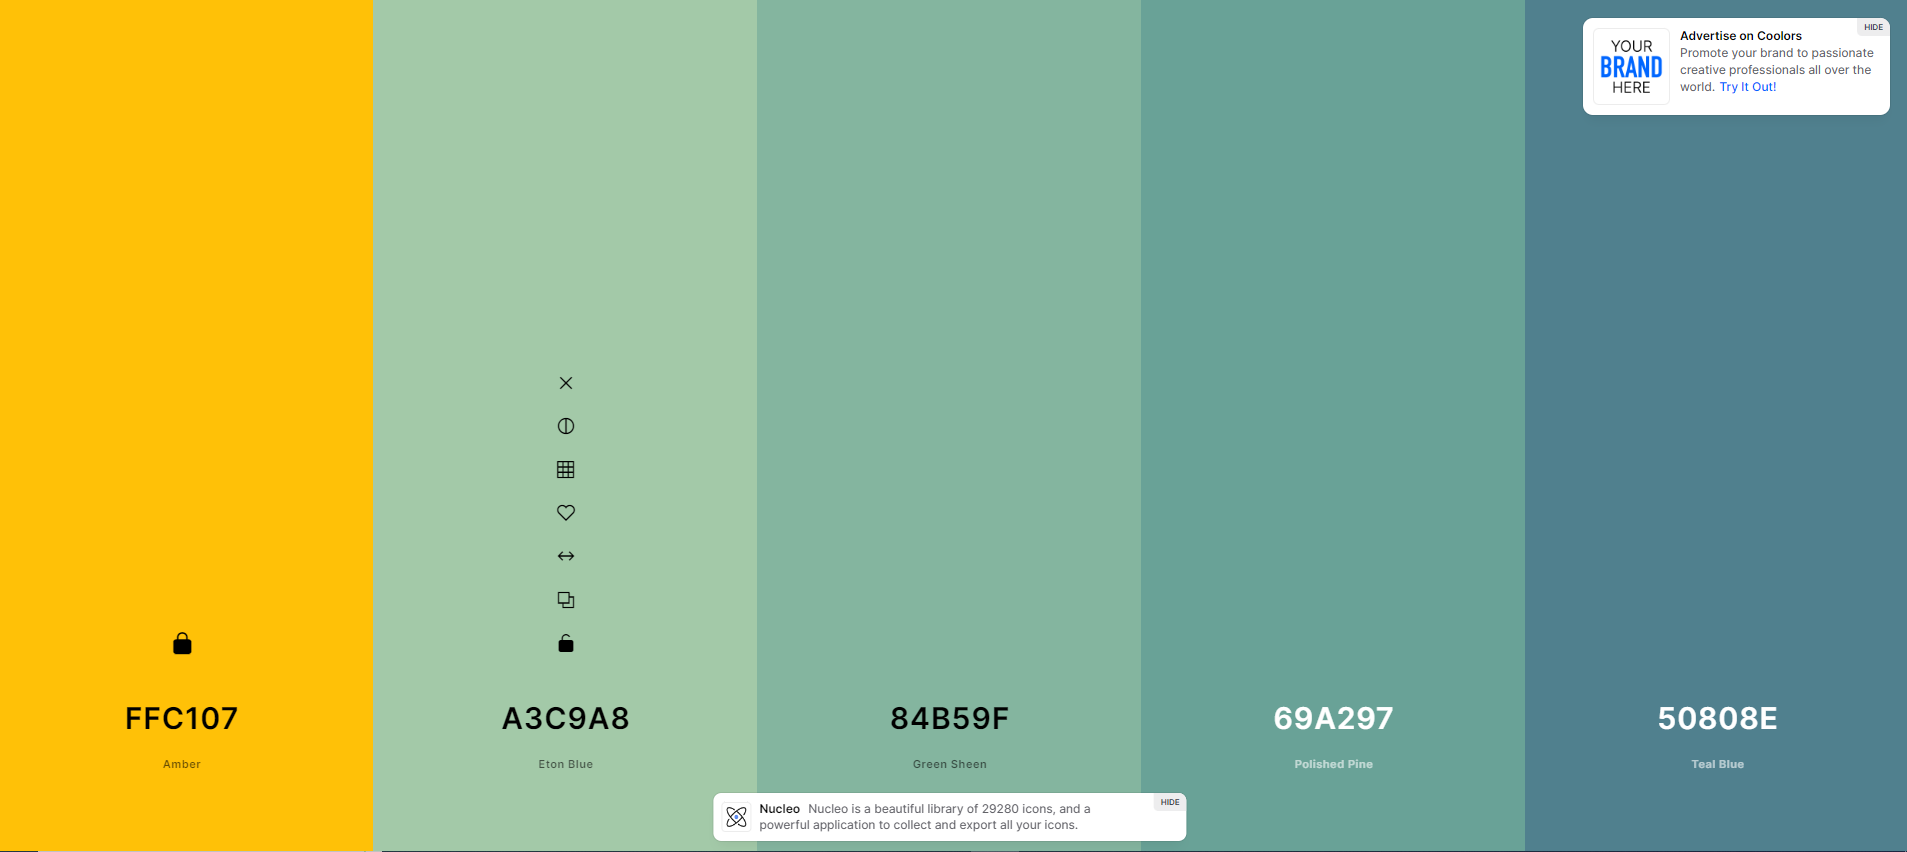 HIDE
YOUR
BRAND
HERE
Advertise on Coolors
Promote your brand to passionate
creative professionals all over the
world. Try It Out!
FFC107
A3C9A8
84B59F
69A297
50808E
Amber
Eton Blue
Green Sheen
Polished Pine
Teal Blue
HIDE
Nucleo Nucleo is a beautiful library of 29280 icons, and a
powerful application to collect and export all your icons.